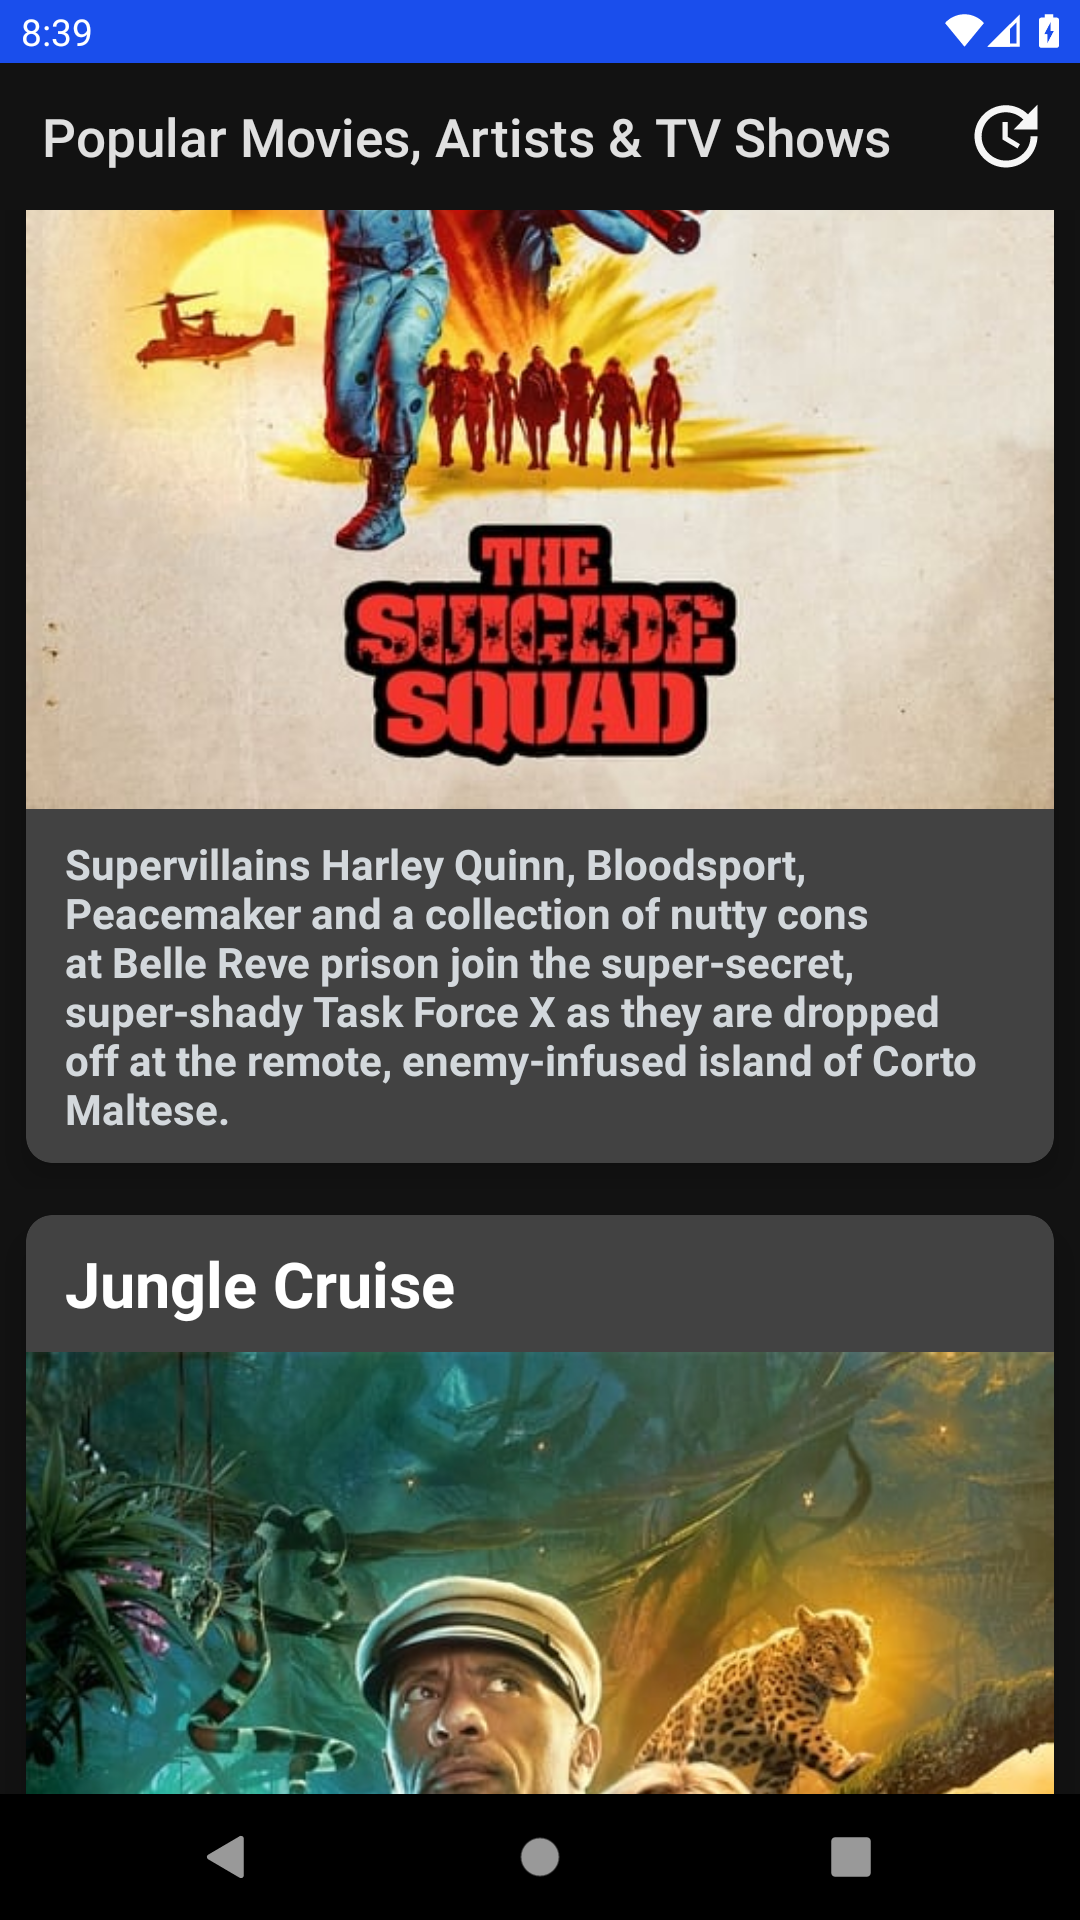 8:39
Popular Movies, Artists & TV Shows
THE
SUICIDE
SQUAD
Supervillains Harley Quinn, Bloodsport,
Peacemaker and a collection of nutty cons
at Belle Reve prison join the super-secret,
super-shady Task Force X as they are dropped
off at the remote, enemy-infused island of Corto
Maltese.
Jungle Cruise